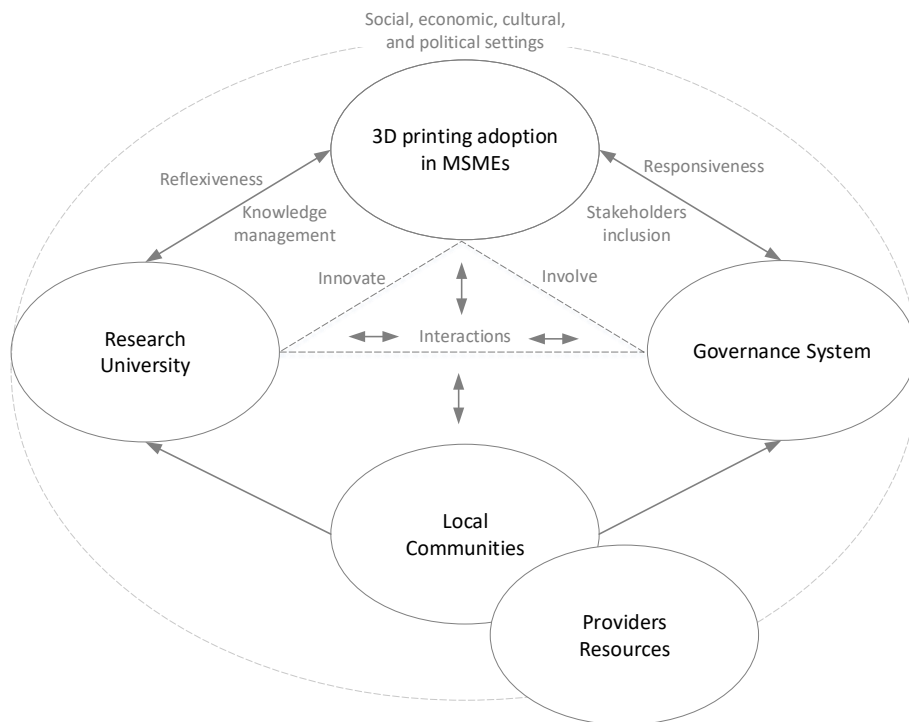 Social, economic, cultural,
and political settings
3D printing adoption
in MSMEs
Reflexiveness
Responsiveness
Knowledge
management
Stakeholders
inclusion
Innovate
Involve
Research
University
Interactions
Governance System
Local
Communities
Providers
Resources